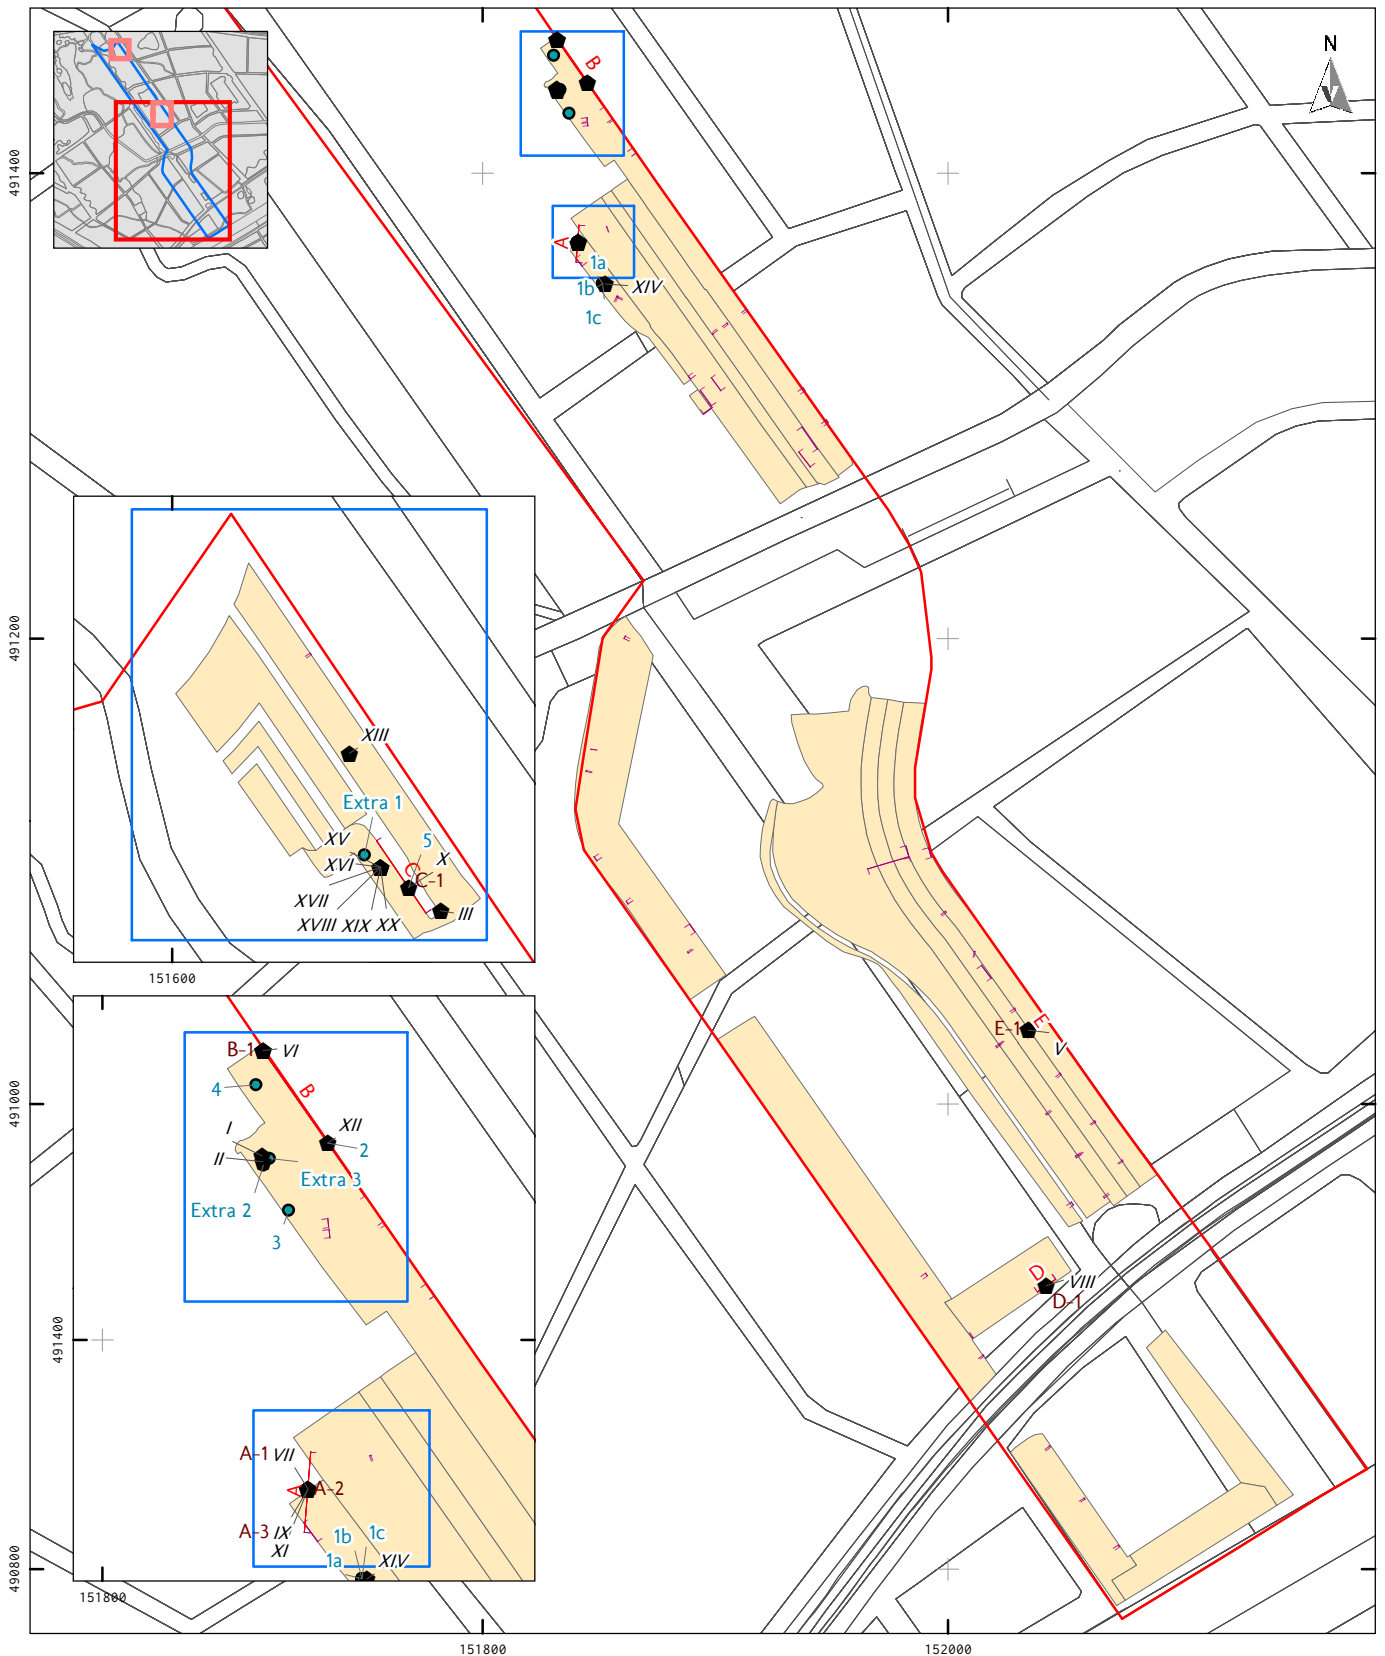 N
B
491400
A
1a
1b
XIV
1c
491200
XIII
Extra 1
XV
5
XVI
C
X
C-1
XVII
III
XVIII
XIX
XX
151600
E-1
E
V
B-1
VI
4
B
491000
I
XII
2
II
Extra 3
Extra 2
3
D
VIII
D-1
491400
A-1
VII
A
A-2
A-3
IX
1b
1c
XI
1a
XIV
490800
151800
151800
152000